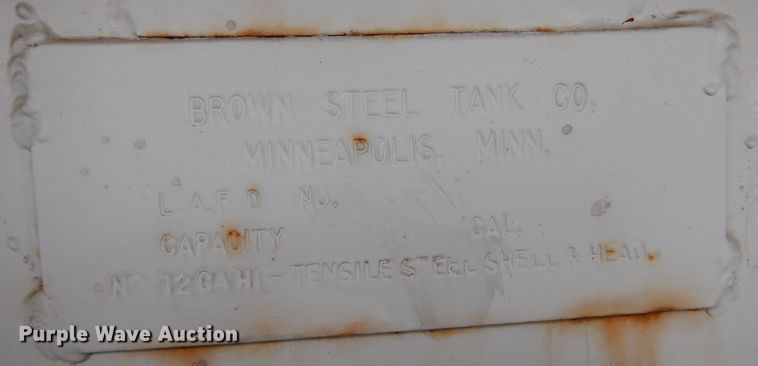 BROWN STEEL TANK CO.
MINNEAPOLIS, MINN.
L.A.F.D NO.
CAPACITY GAL.
NO 12 GA HI-TENSILE STEEL SHELL & HEAD
Purple Wave Auction